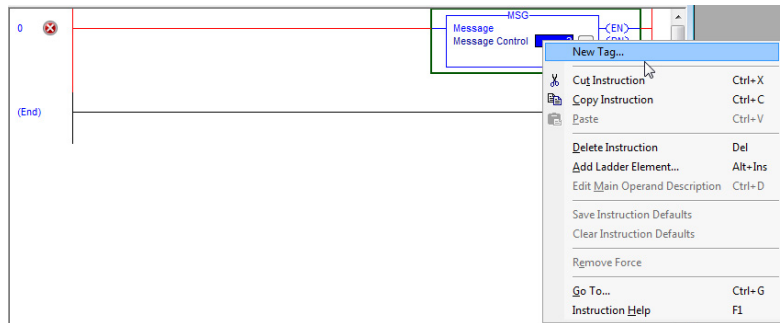 MSG
0 Message (EN)
Message Control ? ... (DN)
New Tag...
Cut Instruction Ctrl+X
Copy Instruction Ctrl+C
(End)
Paste Ctrl+V
Delete Instruction Del
Add Ladder Element... Alt+Ins
Edit Main Operand Description Ctrl+D
Save Instruction Defaults
Clear Instruction Defaults
Remove Force
Go To... Ctrl+G
Instruction Help F1